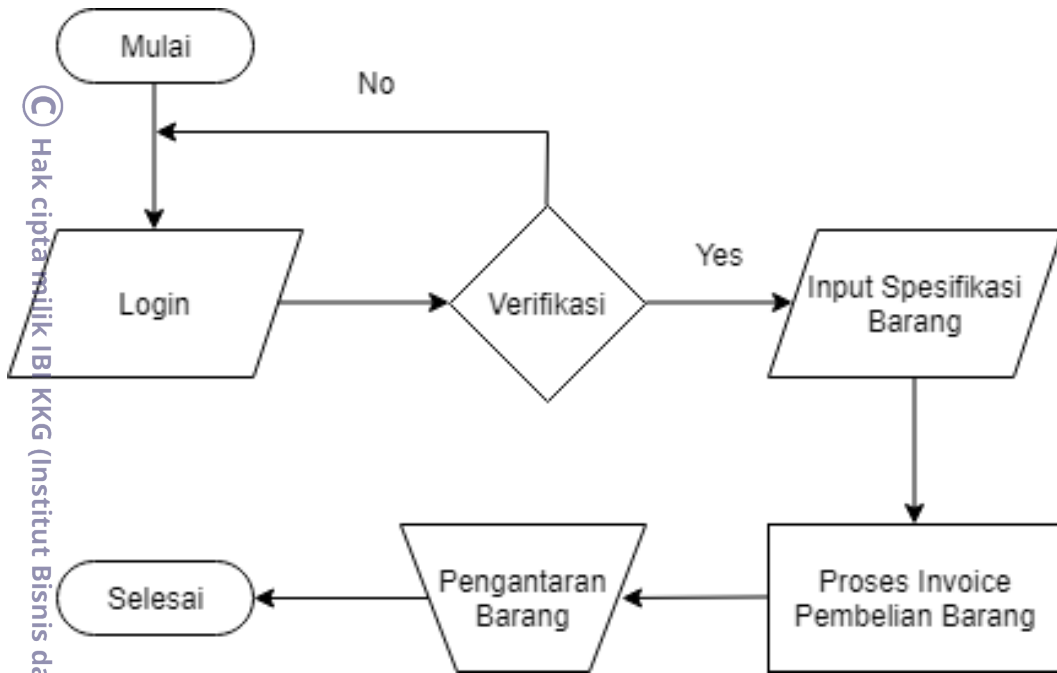 Mulai
No
Login
Verifikasi
Yes
Input Spesifikasi
Barang
Proses Invoice
Pembelian Barang
Pengantaran
Barang
Selesai
© Hak cipta milik IBI KKG (Institut Bisnis da